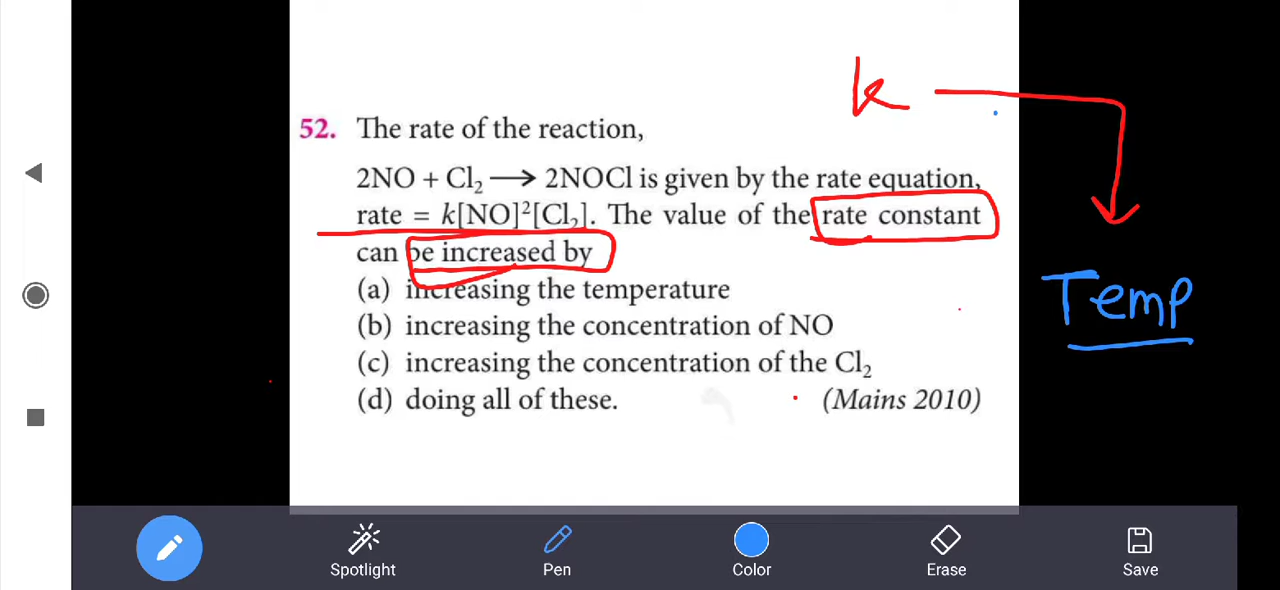 k
52. The rate of the reaction,
2NO + Cl₂ ⟶ 2NOCl is given by the rate equation,
rate = k[NO]²[Cl₂]. The value of the rate constant
can be increased by
(a) increasing the temperature
Temp
(b) increasing the concentration of NO
(c) increasing the concentration of the Cl₂
(d) doing all of these. (Mains 2010)
Spotlight Pen Color Erase Save